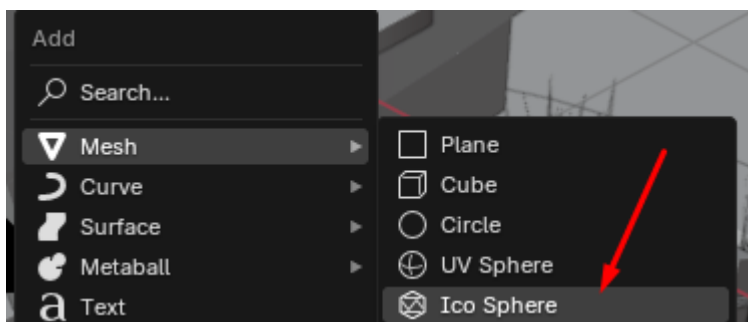 Add
Search...
Mesh
Curve
Surface
Metaball
Text
Plane
Cube
Circle
UV Sphere
Ico Sphere